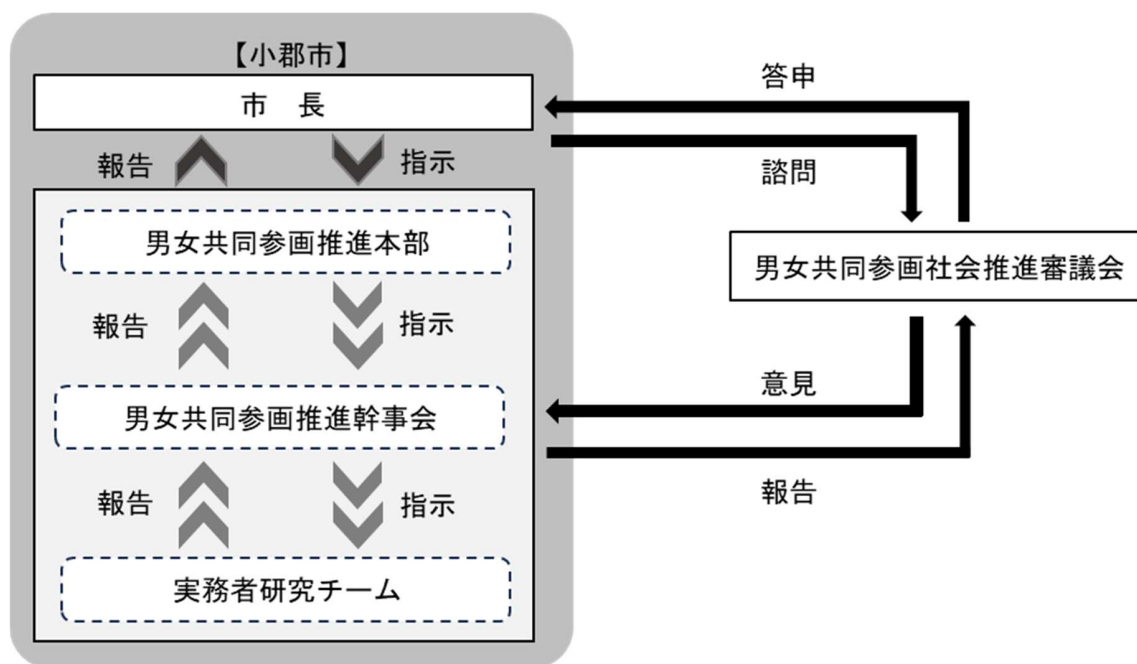 【小郡市】
市　長
報告
指示
男女共同参画推進本部
報告
指示
男女共同参画推進幹事会
報告
指示
実務者研究チーム
答申
諮問
男女共同参画社会推進審議会
意見
報告